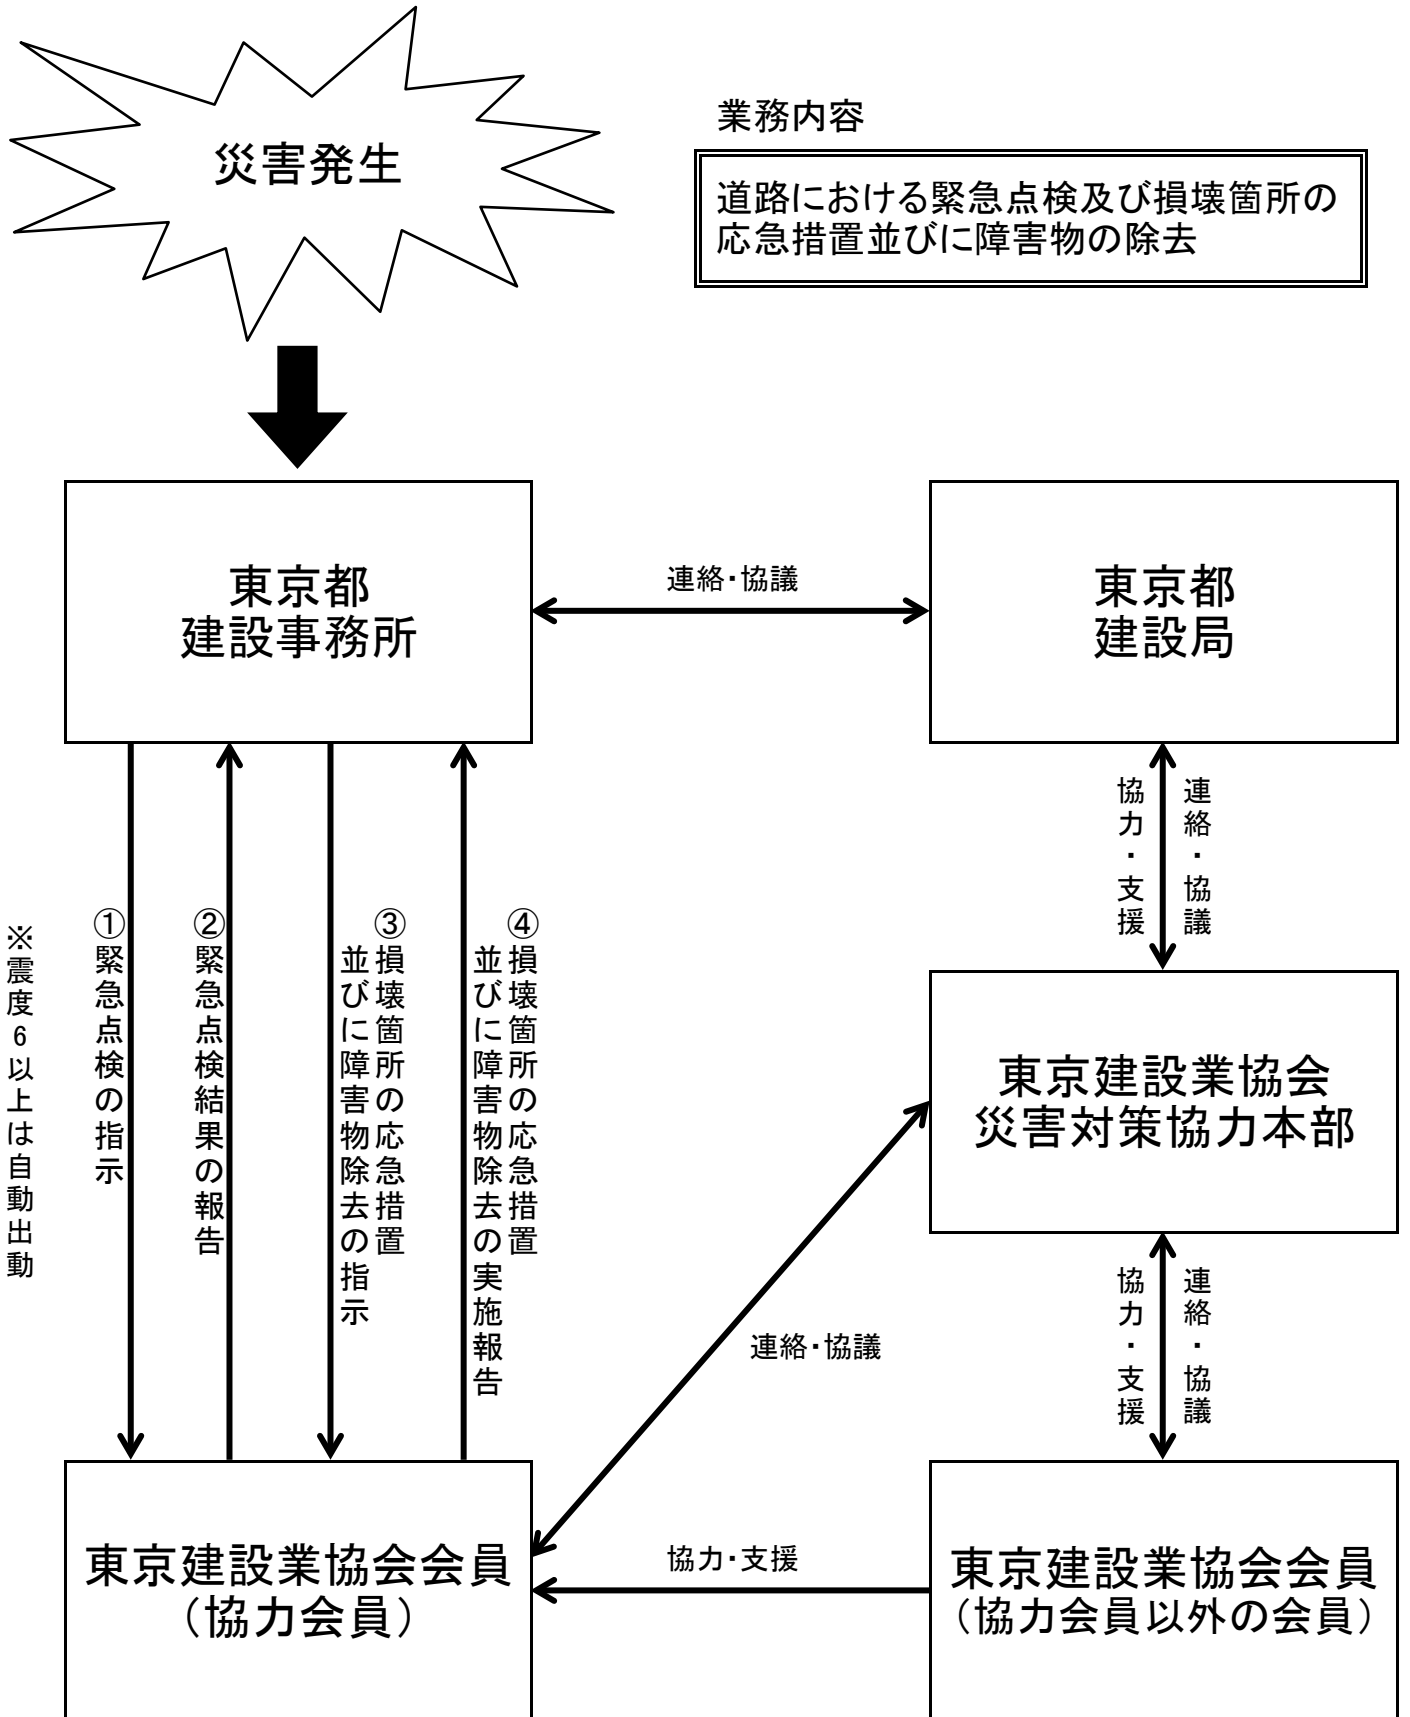 災害発生
業務内容
道路における緊急点検及び損壊箇所の
応急措置並びに障害物の除去
東京都
建設事務所
連絡・協議
東京都
建設局
協力・支援
連絡・協議
※震度6以上は自動出動
①緊急点検の指示
②緊急点検結果の報告
③損壊箇所の応急措置
並びに障害物除去の指示
④損壊箇所の応急措置
並びに障害物除去の実施報告
東京建設業協会
災害対策協力本部
連絡・協議
協力・支援
連絡・協議
東京建設業協会会員
（協力会員）
協力・支援
東京建設業協会会員
（協力会員以外の会員）